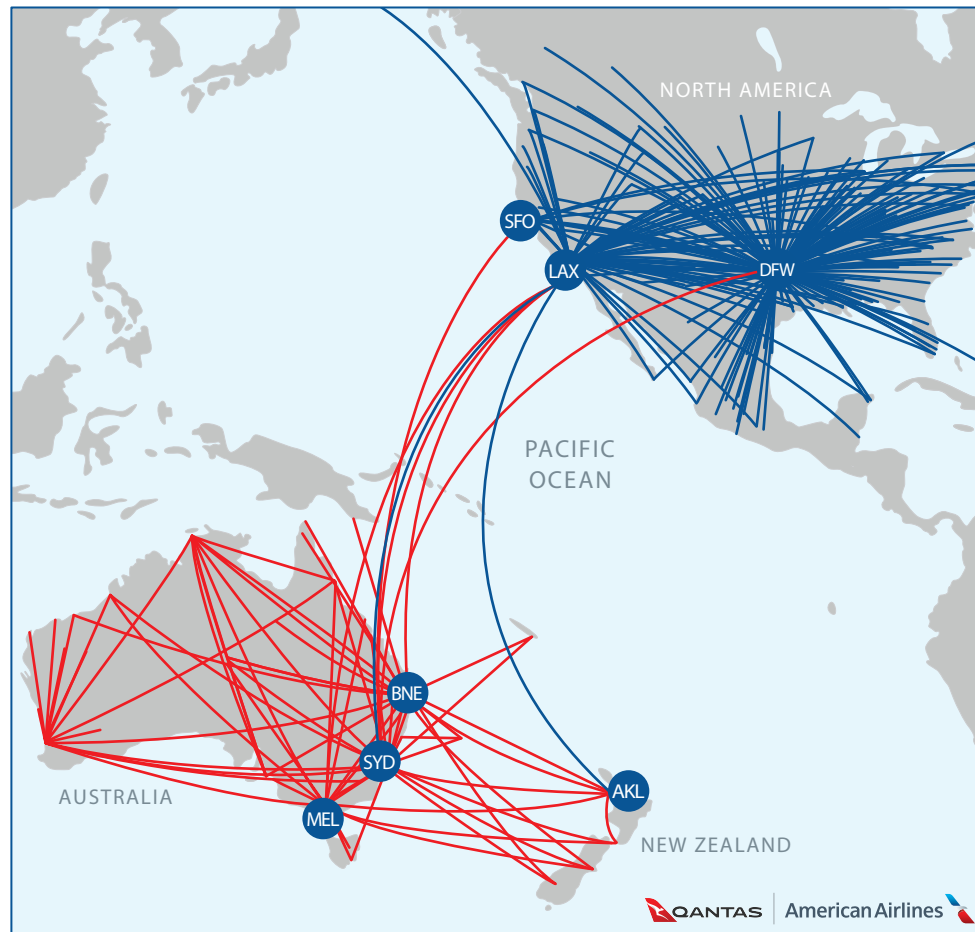 NORTH AMERICA
SFO
LAX
DFW
PACIFIC
OCEAN
BNE
SYD
AKL
AUSTRALIA
MEL
NEW ZEALAND
QANTAS
American Airlines